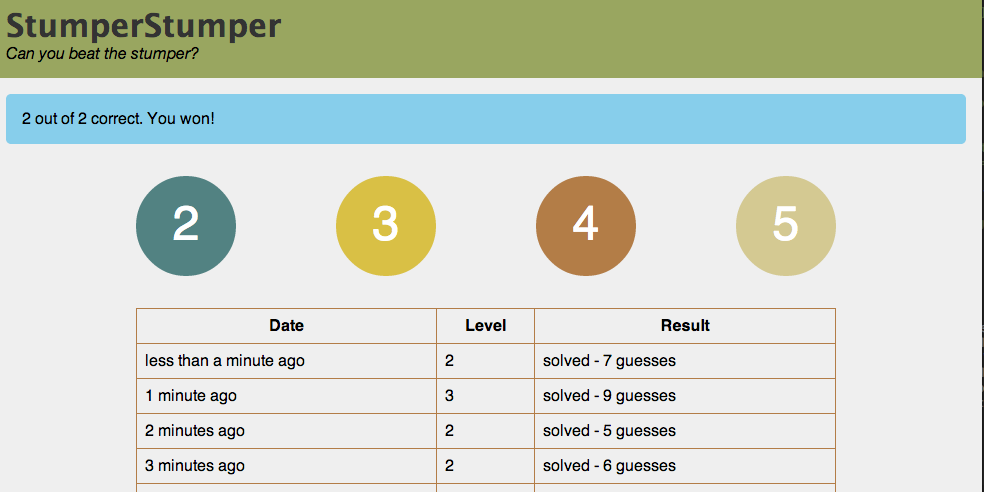 StumperStumper
Can you beat the stumper?
2 out of 2 correct. You won!
2 3 4 5
Date Level Result
less than a minute ago 2 solved - 7 guesses
1 minute ago 3 solved - 9 guesses
2 minutes ago 2 solved - 5 guesses
3 minutes ago 2 solved - 6 guesses